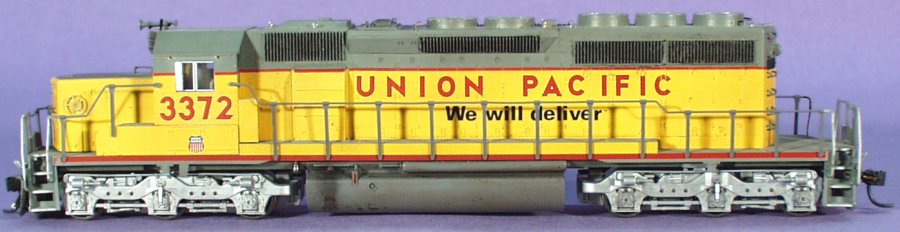 UNION PACIFIC
3372
We will deliver